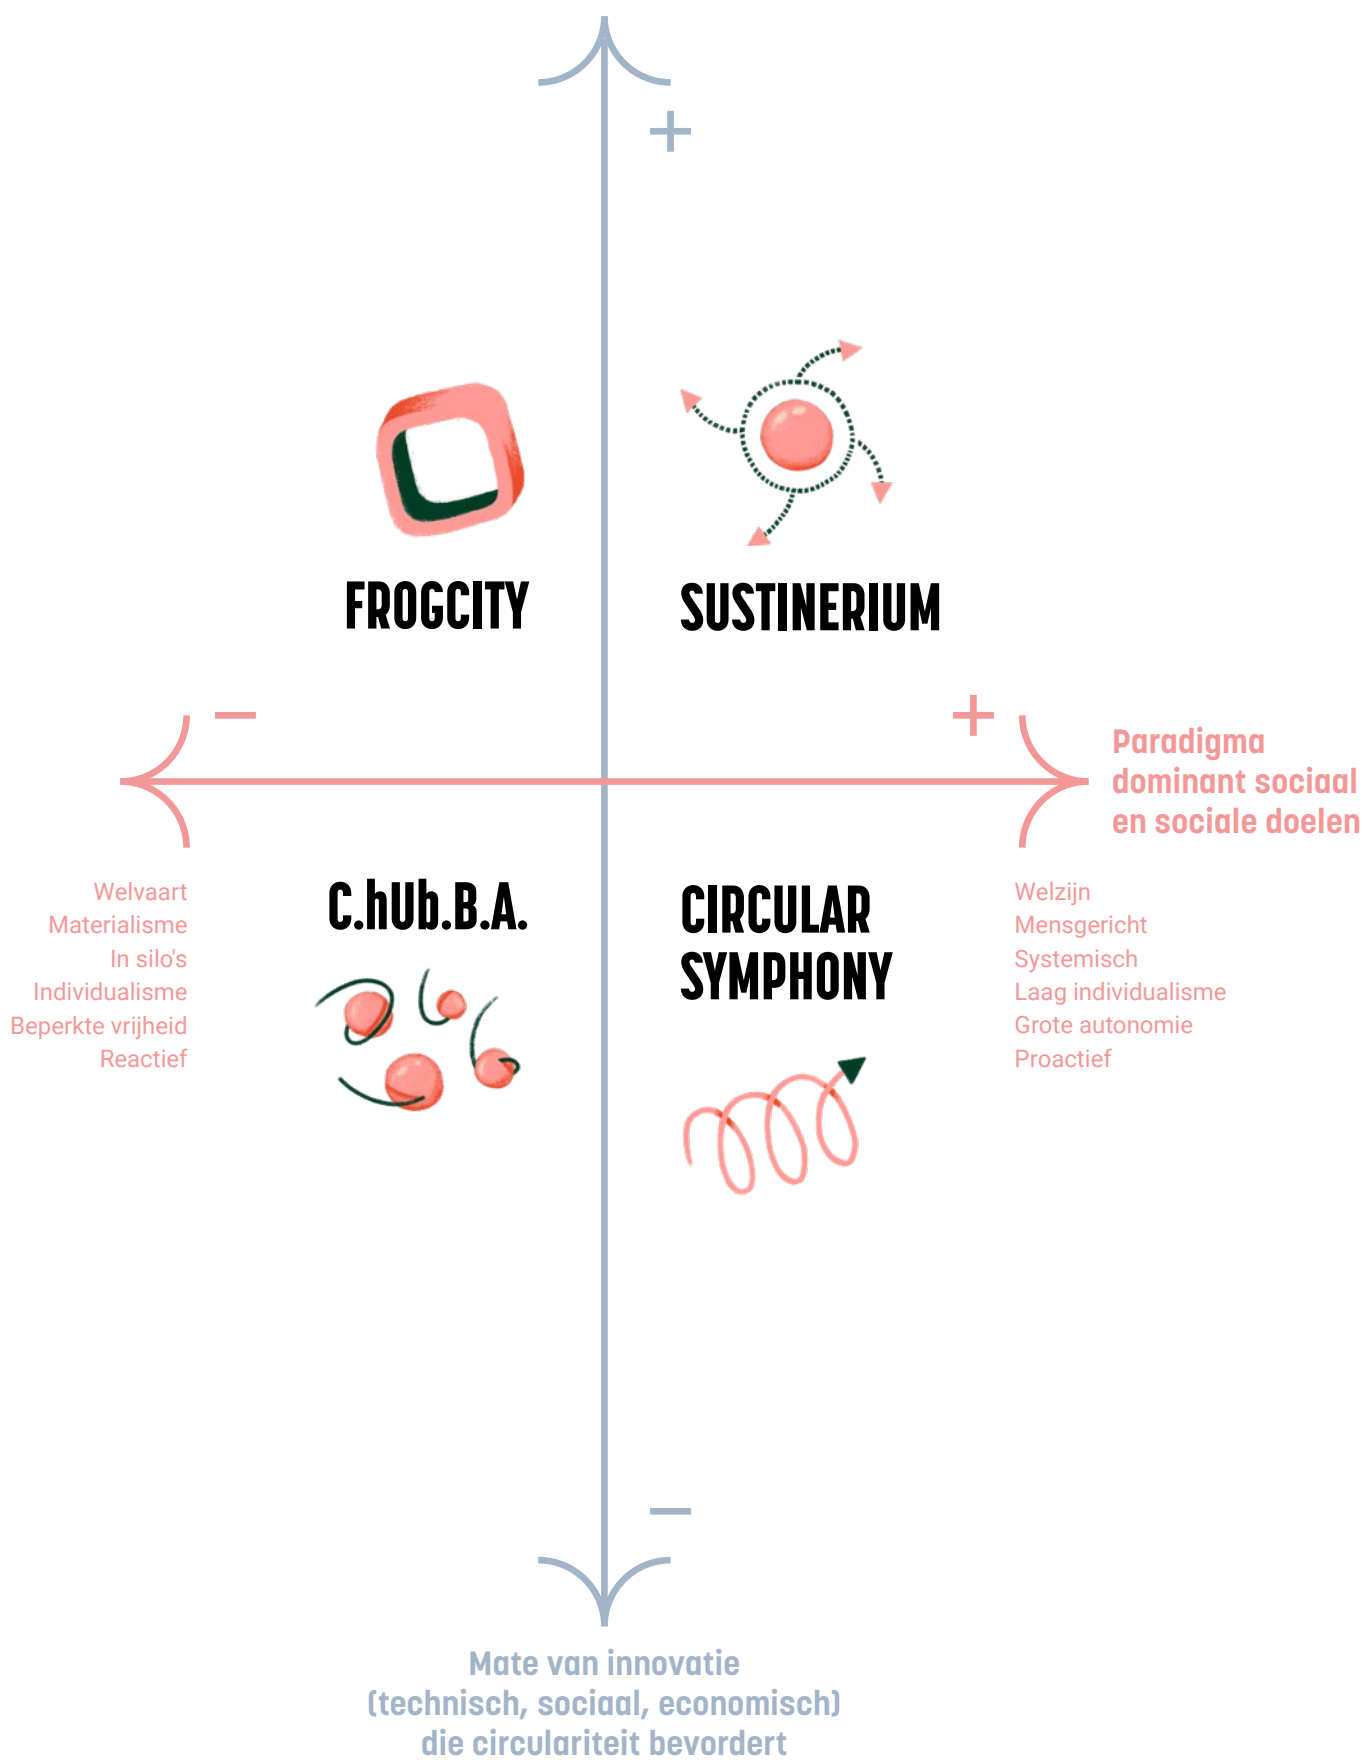 +
FROGCITY
SUSTINERIUM
−
+
Paradigma
dominant sociaal
en sociale doelen
Welvaart
Materialisme
In silo's
Individualisme
Beperkte vrijheid
Reactief
C.hUb.B.A.
CIRCULAR
SYMPHONY
Welzijn
Mensgericht
Systemisch
Laag individualisme
Grote autonomie
Proactief
−
Mate van innovatie
(technisch, sociaal, economisch)
die circulariteit bevordert